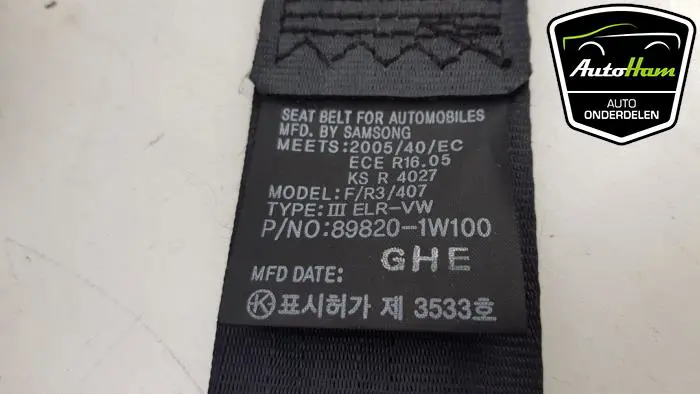 SEAT BELT FOR AUTOMOBILES
MFD. BY SAMSONG
MEETS:2005/40/EC
ECE R16.05
KS R 4027
MODEL:F/R3/407
TYPE:III ELR-VW
P/NO:89820-1W100
GHE
MFD DATE:
K 표시허가 제 3533호
AutoHam
AUTO
ONDERDELEN